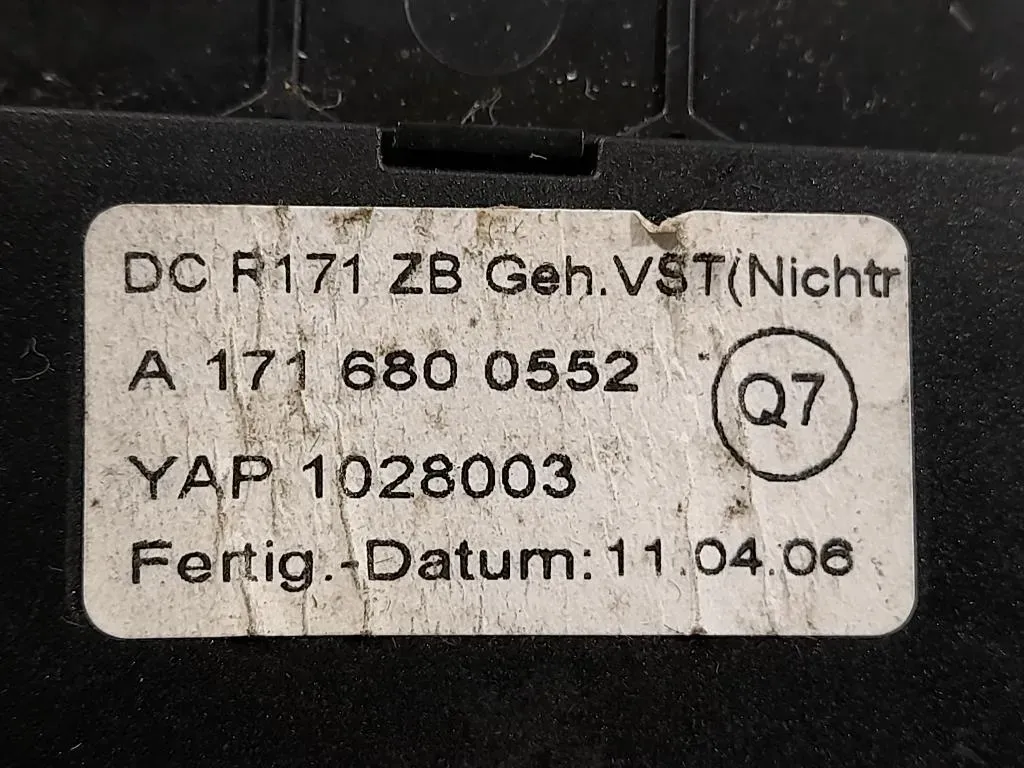 DC R171 ZB Geh.VST(Nichtr
A 171 680 0552
Q7
YAP 1028003
Fertig.-Datum: 11.04.06